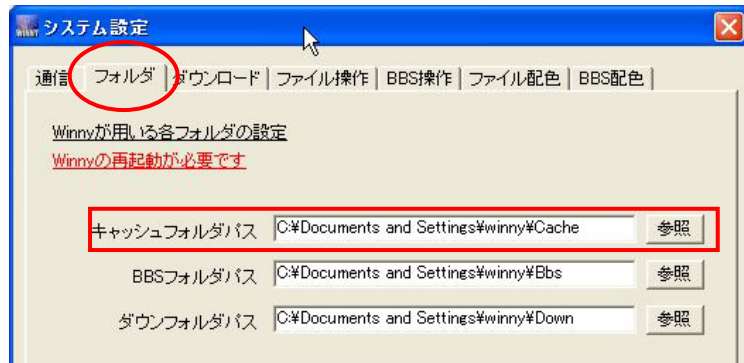 システム設定
通信 フォルダ ダウンロード ファイル操作 BBS操作 ファイル配色 BBS配色
Winnyが用いる各フォルダの設定
Winnyの再起動が必要です
キャッシュフォルダパス C:¥Documents and Settings¥winny¥Cache 参照
BBSフォルダパス C:¥Documents and Settings¥winny¥Bbs 参照
ダウンフォルダパス C:¥Documents and Settings¥winny¥Down 参照